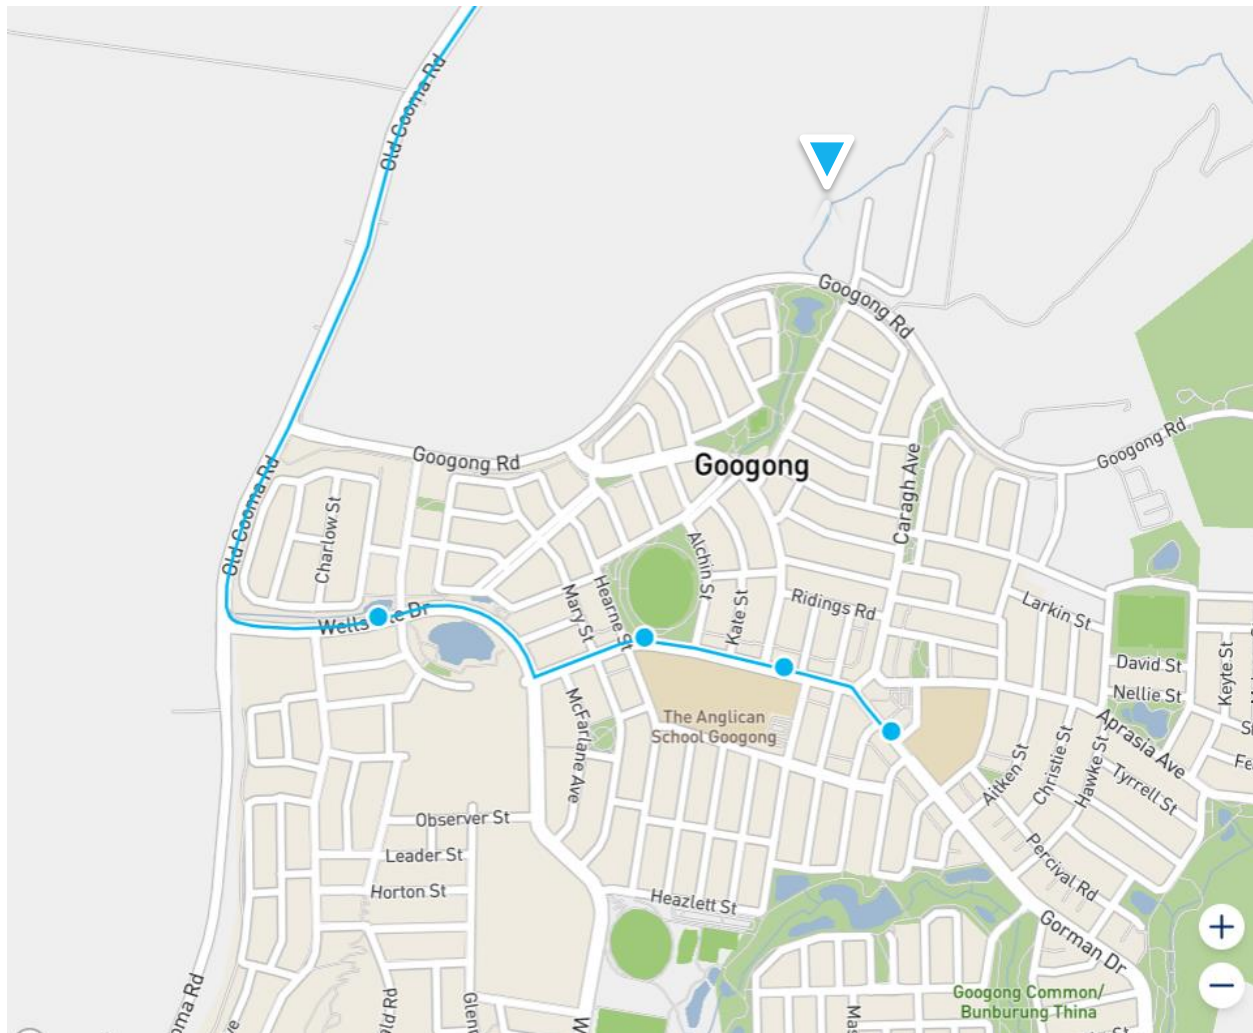 Old Cooma Rd
Googong Rd
Googong Rd
Googong
Googong Rd
Caragh Ave
Old Cooma Rd
Charlow St
Alchin St
Mary St
Hearne St
Kate St
Ridings Rd
Larkin St
Dr
David St
Keyte St
Nellie St
The Anglican
School Googong
McFarlane Ave
Aprasia Ave
Aitken St
Christie St
Hawke St
Tyrrell St
Observer St
Leader St
Percival Rd
Horton St
Heazlett St
Gorman Dr
Googong Common/
Bunburung Thina
+
−